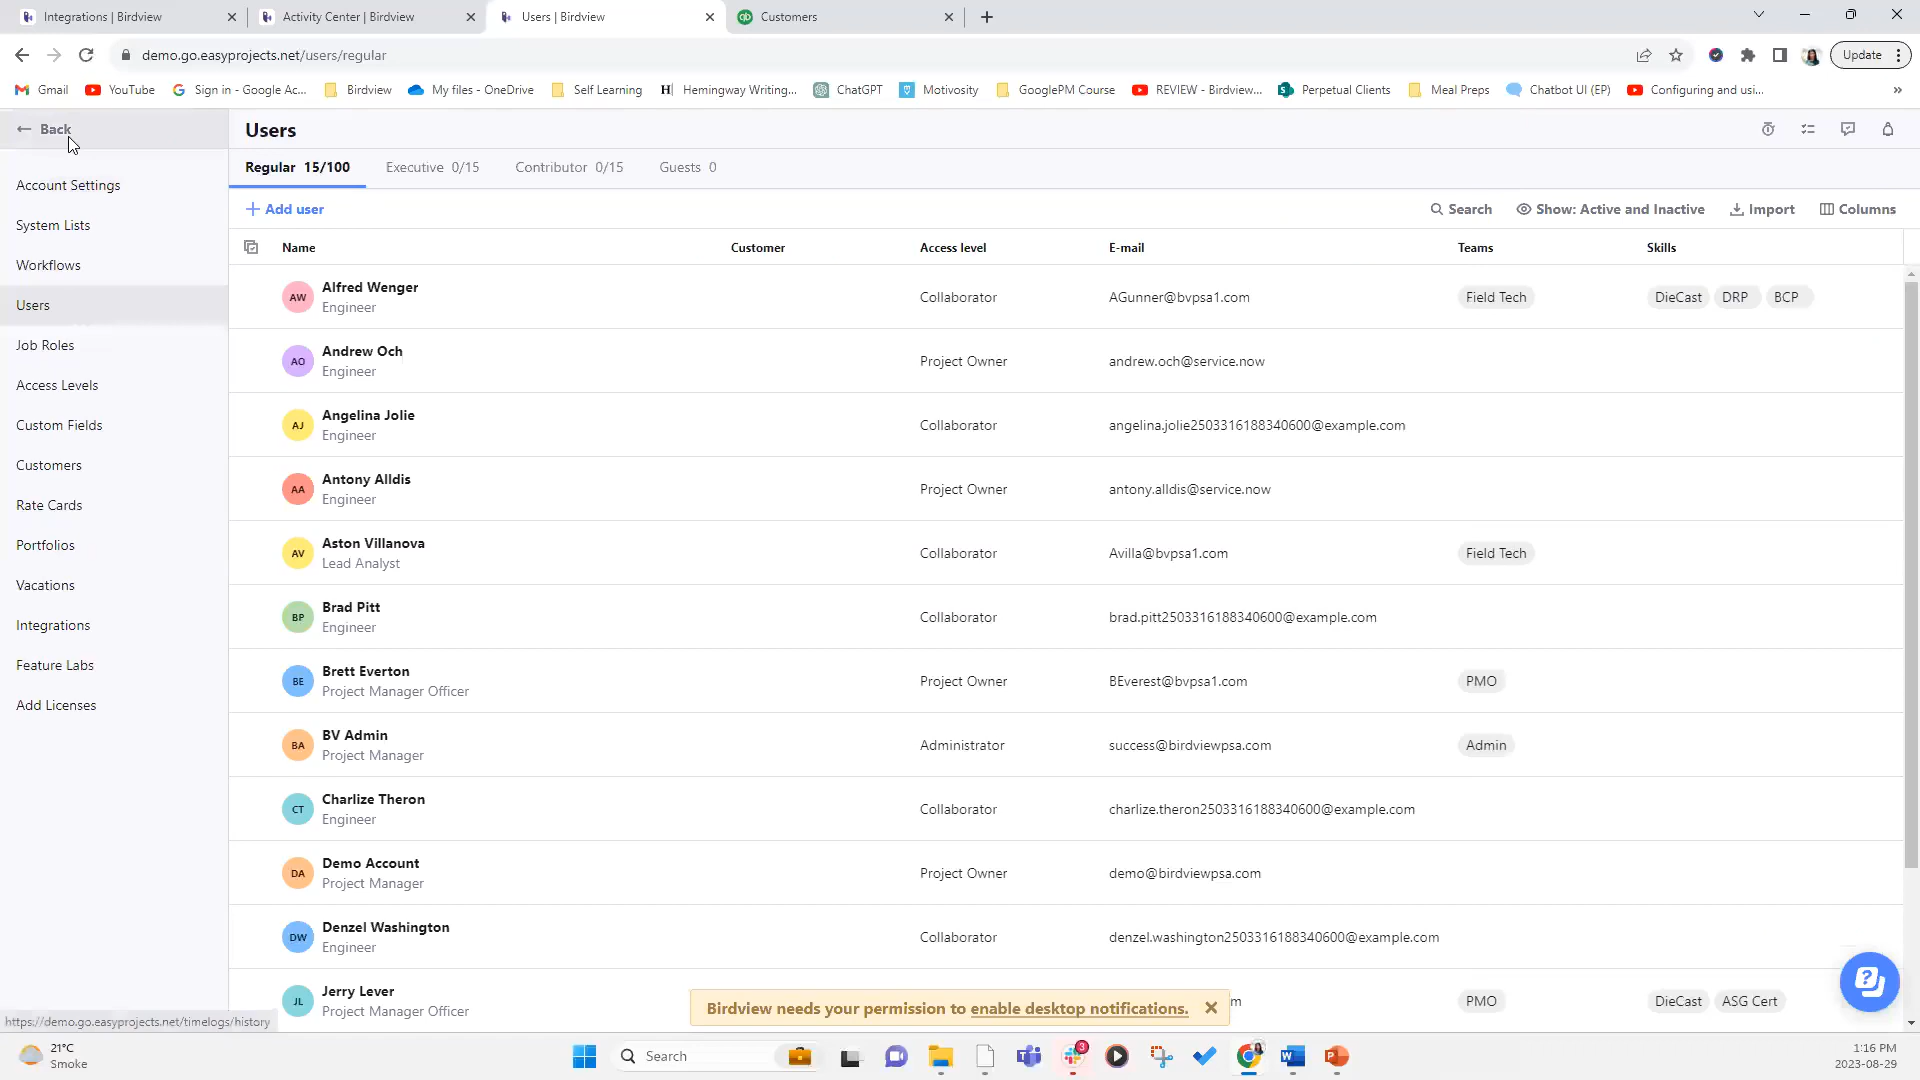 Integrations | Birdview
Activity Center | Birdview
Users | Birdview
Customers
demo.go.easyprojects.net/users/regular
Update
Gmail
YouTube
Sign in - Google Ac...
Birdview
My files - OneDrive
Self Learning
Hemingway Writing...
ChatGPT
Motivosity
GooglePM Course
REVIEW - Birdview...
Perpetual Clients
Meal Preps
Chatbot UI (EP)
Configuring and usi...
Back
Users
Regular 15/100
Executive 0/15
Contributor 0/15
Guests 0
Account Settings
System Lists
Workflows
Users
Job Roles
Access Levels
Custom Fields
Customers
Rate Cards
Portfolios
Vacations
Integrations
Feature Labs
Add Licenses
Add user
Search
Show: Active and Inactive
Import
Columns
Name Customer Access level E-mail Teams Skills
AW Alfred Wenger Collaborator AGunner@bvpsa1.com Field Tech DieCast DRP BCP
Engineer
AO Andrew Och Project Owner andrew.och@service.now
Engineer
AJ Angelina Jolie Collaborator angelina.jolie2503316188340600@example.com
Engineer
AA Antony Alldis Project Owner antony.alldis@service.now
Engineer
AV Aston Villanova Collaborator Avilla@bvpsa1.com Field Tech
Lead Analyst
BP Brad Pitt Collaborator brad.pitt2503316188340600@example.com
Engineer
BE Brett Everton Project Owner BEverest@bvpsa1.com PMO
Project Manager Officer
BA BV Admin Administrator success@birdviewpsa.com Admin
Project Manager
CT Charlize Theron Collaborator charlize.theron2503316188340600@example.com
Engineer
DA Demo Account Project Owner demo@birdviewpsa.com
Project Manager
DW Denzel Washington Collaborator denzel.washington2503316188340600@example.com
Engineer
JL Jerry Lever m PMO DieCast ASG Cert
Project Manager Officer
Birdview needs your permission to enable desktop notifications.
https://demo.go.easyprojects.net/timelogs/history
21°C
Smoke
Search
3
1:16 PM
2023-08-29